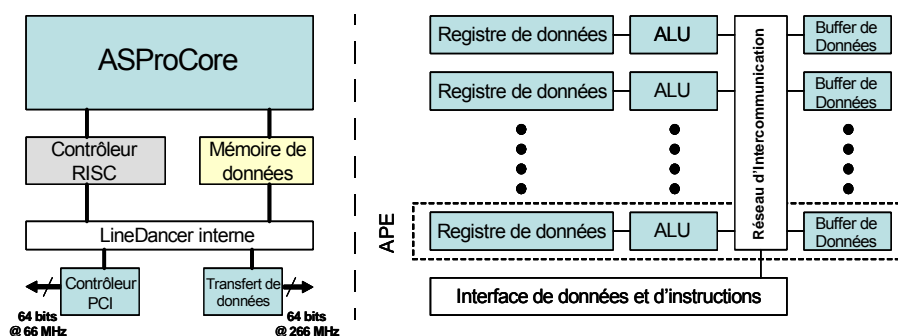 ASProCore
Contrôleur
RISC
Mémoire de
données
LineDancer interne
Contrôleur
PCI
Transfert de
données
64 bits
@ 66 MHz
64 bits
@ 266 MHz
Registre de données
ALU
Buffer de
Données
Registre de données
ALU
Buffer de
Données
Réseau d'Intercommunication
APE
Registre de données
ALU
Buffer de
Données
Interface de données et d'instructions